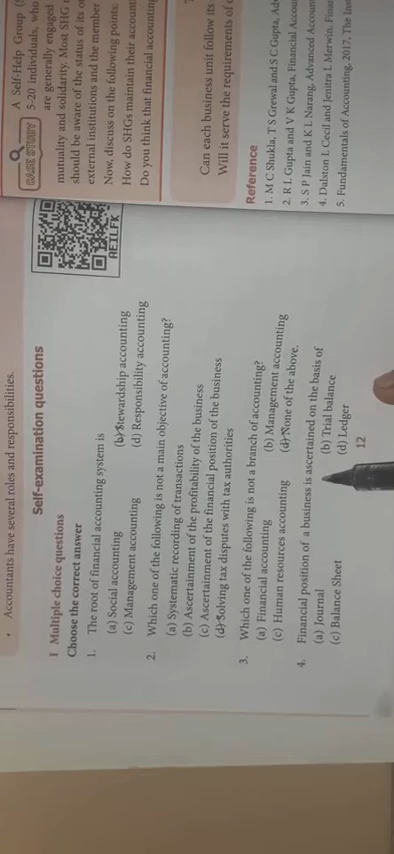 • Accountants have several roles and responsibilities.
Self-examination questions
I Multiple choice questions
Choose the correct answer
1. The root of financial accounting system is
(a) Social accounting (b) Stewardship accounting
(c) Management accounting (d) Responsibility accounting
2. Which one of the following is not a main objective of accounting?
(a) Systematic recording of transactions
(b) Ascertainment of the profitability of the business
(c) Ascertainment of the financial position of the business
(d) Solving tax disputes with tax authorities
3. Which one of the following is not a branch of accounting?
(a) Financial accounting (b) Management accounting
(c) Human resources accounting (d) None of the above.
4. Financial position of a business is ascertained on the basis of
(a) Journal (b) Trial balance
(c) Balance Sheet (d) Ledger
12
CASE STUDY
A Self-Help Group
5-20 individuals, who
are generally engaged
mutuality and solidarity. Most SHG
should be aware of the status of its
external institutions and the member
Now, discuss on the following points:
How do SHGs maintain their account
Do you think that financial accounting
AEJLFK
Can each business unit follow its
Will it serve the requirements of
Reference
1. M C Shukla, T S Grewal and S C Gupta, Adv
2. R L Gupta and V K Gupta, Financial Accou
3. S P Jain and K L Narang, Advanced Accoun
4. Dalston L Cecil and Jenitra L Merwin, Finan
5. Fundamentals of Accounting, 2017, The Inst